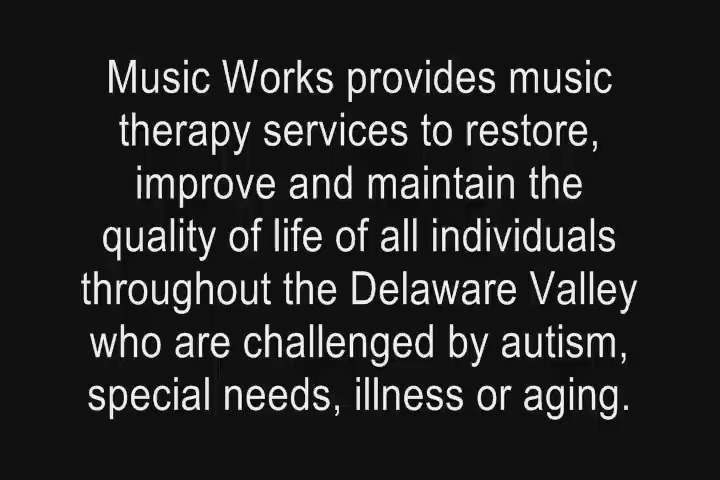 Music Works provides music
therapy services to restore,
improve and maintain the
quality of life of all individuals
throughout the Delaware Valley
who are challenged by autism,
special needs, illness or aging.